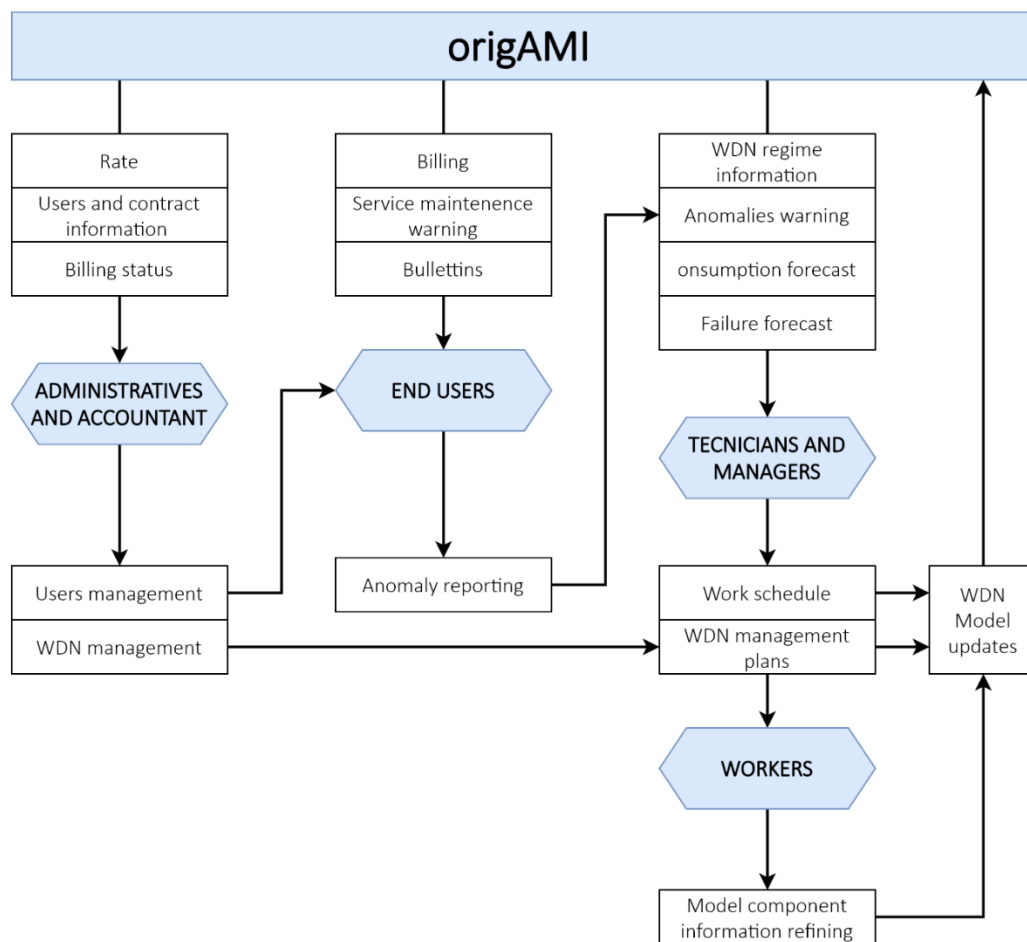 origAMI
Rate
Users and contract
information
Billing status
Billing
Service maintenence
warning
Bullettins
WDN regime
information
Anomalies warning
onsumption forecast
Failure forecast
ADMINISTRATIVES
AND ACCOUNTANT
END USERS
TECNICIANS AND
MANAGERS
Users management
WDN management
Anomaly reporting
Work schedule
WDN management
plans
WDN
Model
updates
WORKERS
Model component
information refining